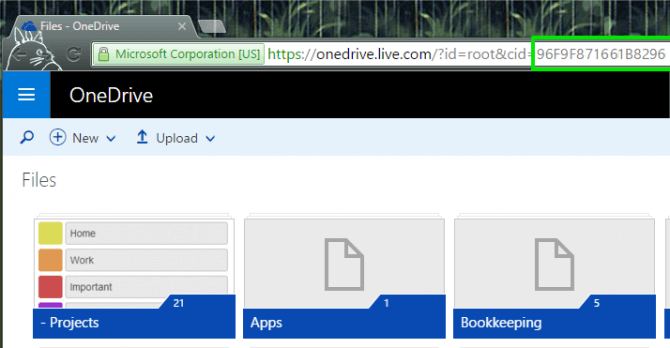 Files - OneDrive
Microsoft Corporation [US] https://onedrive.live.com/?id=root&cid=96F9F871661B8296
OneDrive
New Upload
Files
Home
Work
Important
21
- Projects
1
Apps
5
Bookkeeping